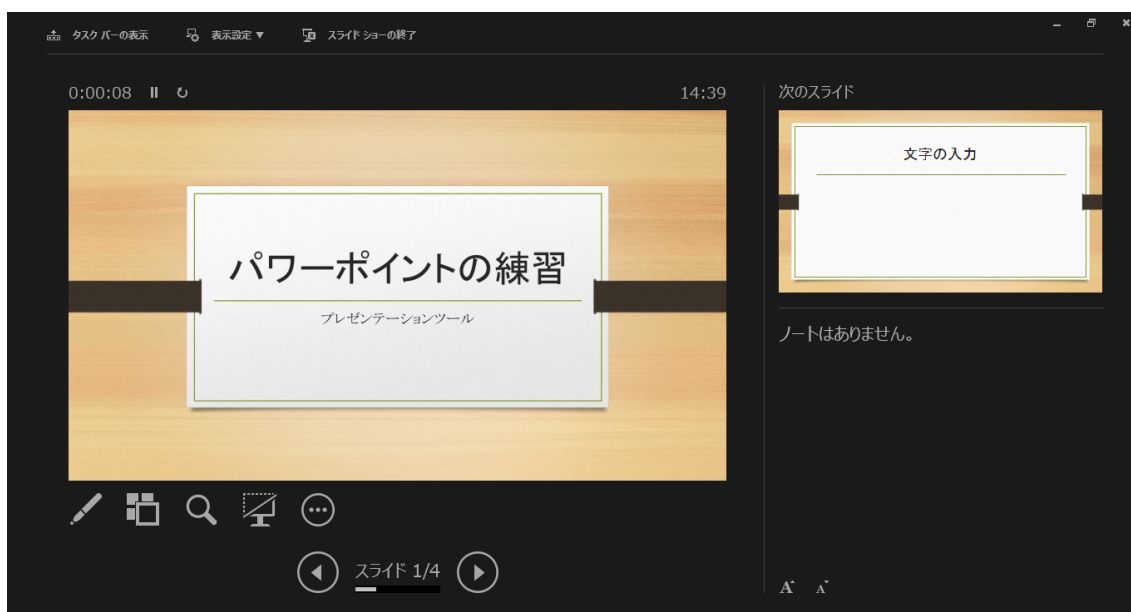 タスク バーの表示
表示設定 ▼
スライド ショーの終了
0:00:08
14:39
パワーポイントの練習
プレゼンテーションツール
スライド 1/4
次のスライド
文字の入力
ノートはありません。
A A